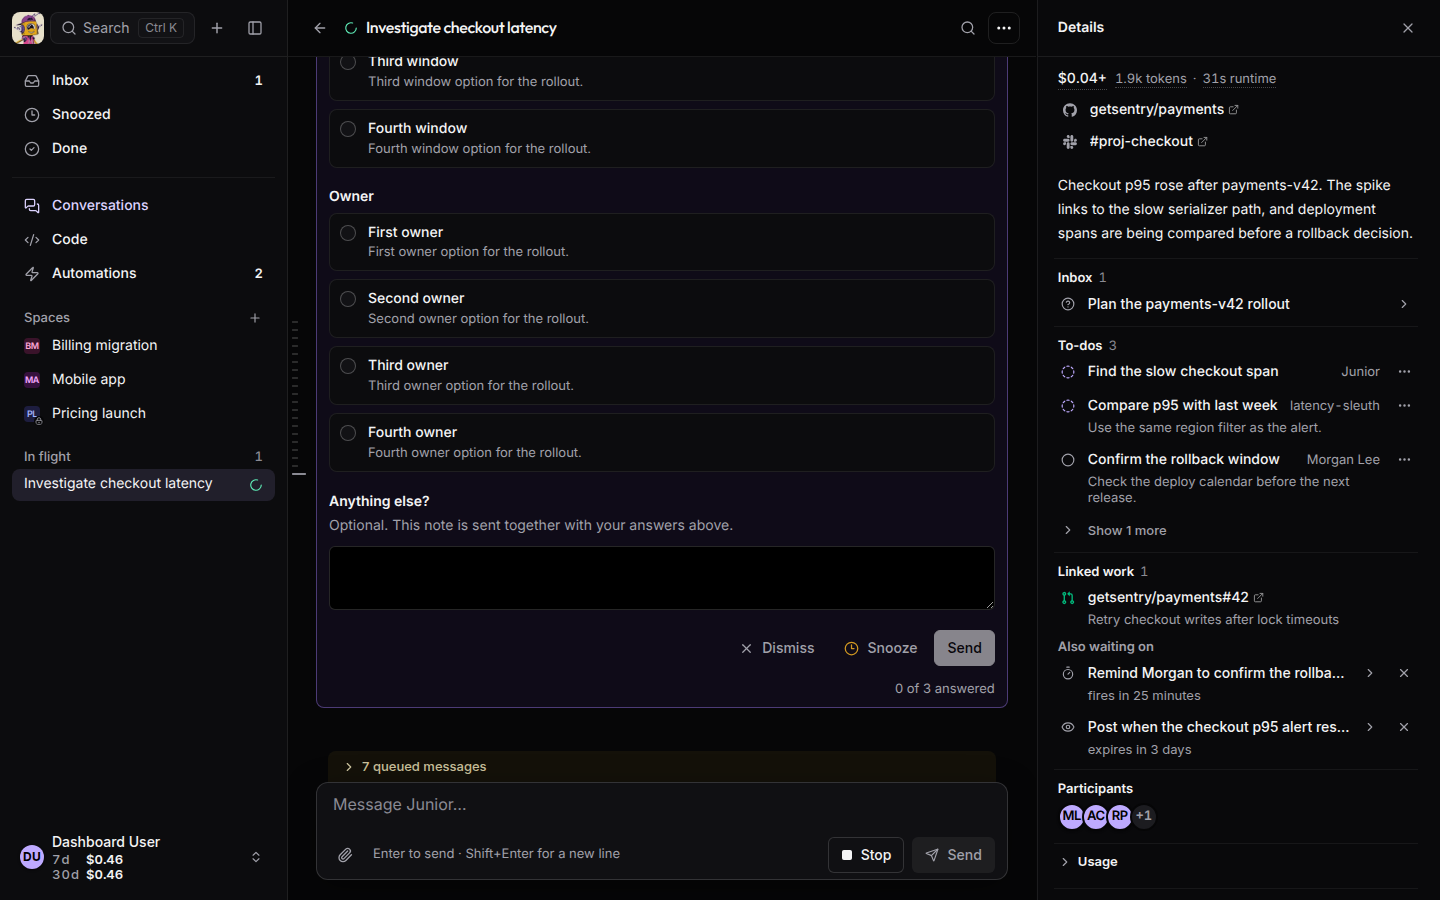 Search Ctrl K
Inbox 1
Snoozed
Done
Conversations
Code
Automations 2
Spaces
BM Billing migration
MA Mobile app
PL Pricing launch
In flight 1
Investigate checkout latency
DU Dashboard User
7d $0.46
30d $0.46
Investigate checkout latency
Third window
Third window option for the rollout.
Fourth window
Fourth window option for the rollout.
Owner
First owner
First owner option for the rollout.
Second owner
Second owner option for the rollout.
Third owner
Third owner option for the rollout.
Fourth owner
Fourth owner option for the rollout.
Anything else?
Optional. This note is sent together with your answers above.
Dismiss Snooze Send
0 of 3 answered
7 queued messages
Message Junior...
Enter to send · Shift+Enter for a new line Stop Send
Details
$0.04+ 1.9k tokens · 31s runtime
getsentry/payments
#proj-checkout
Checkout p95 rose after payments-v42. The spike
links to the slow serializer path, and deployment
spans are being compared before a rollback decision.
Inbox 1
Plan the payments-v42 rollout
To-dos 3
Find the slow checkout span Junior
Compare p95 with last week latency-sleuth
Use the same region filter as the alert.
Confirm the rollback window Morgan Lee
Check the deploy calendar before the next
release.
Show 1 more
Linked work 1
getsentry/payments#42
Retry checkout writes after lock timeouts
Also waiting on
Remind Morgan to confirm the rollba...
fires in 25 minutes
Post when the checkout p95 alert res...
expires in 3 days
Participants
ML AC RP +1
Usage